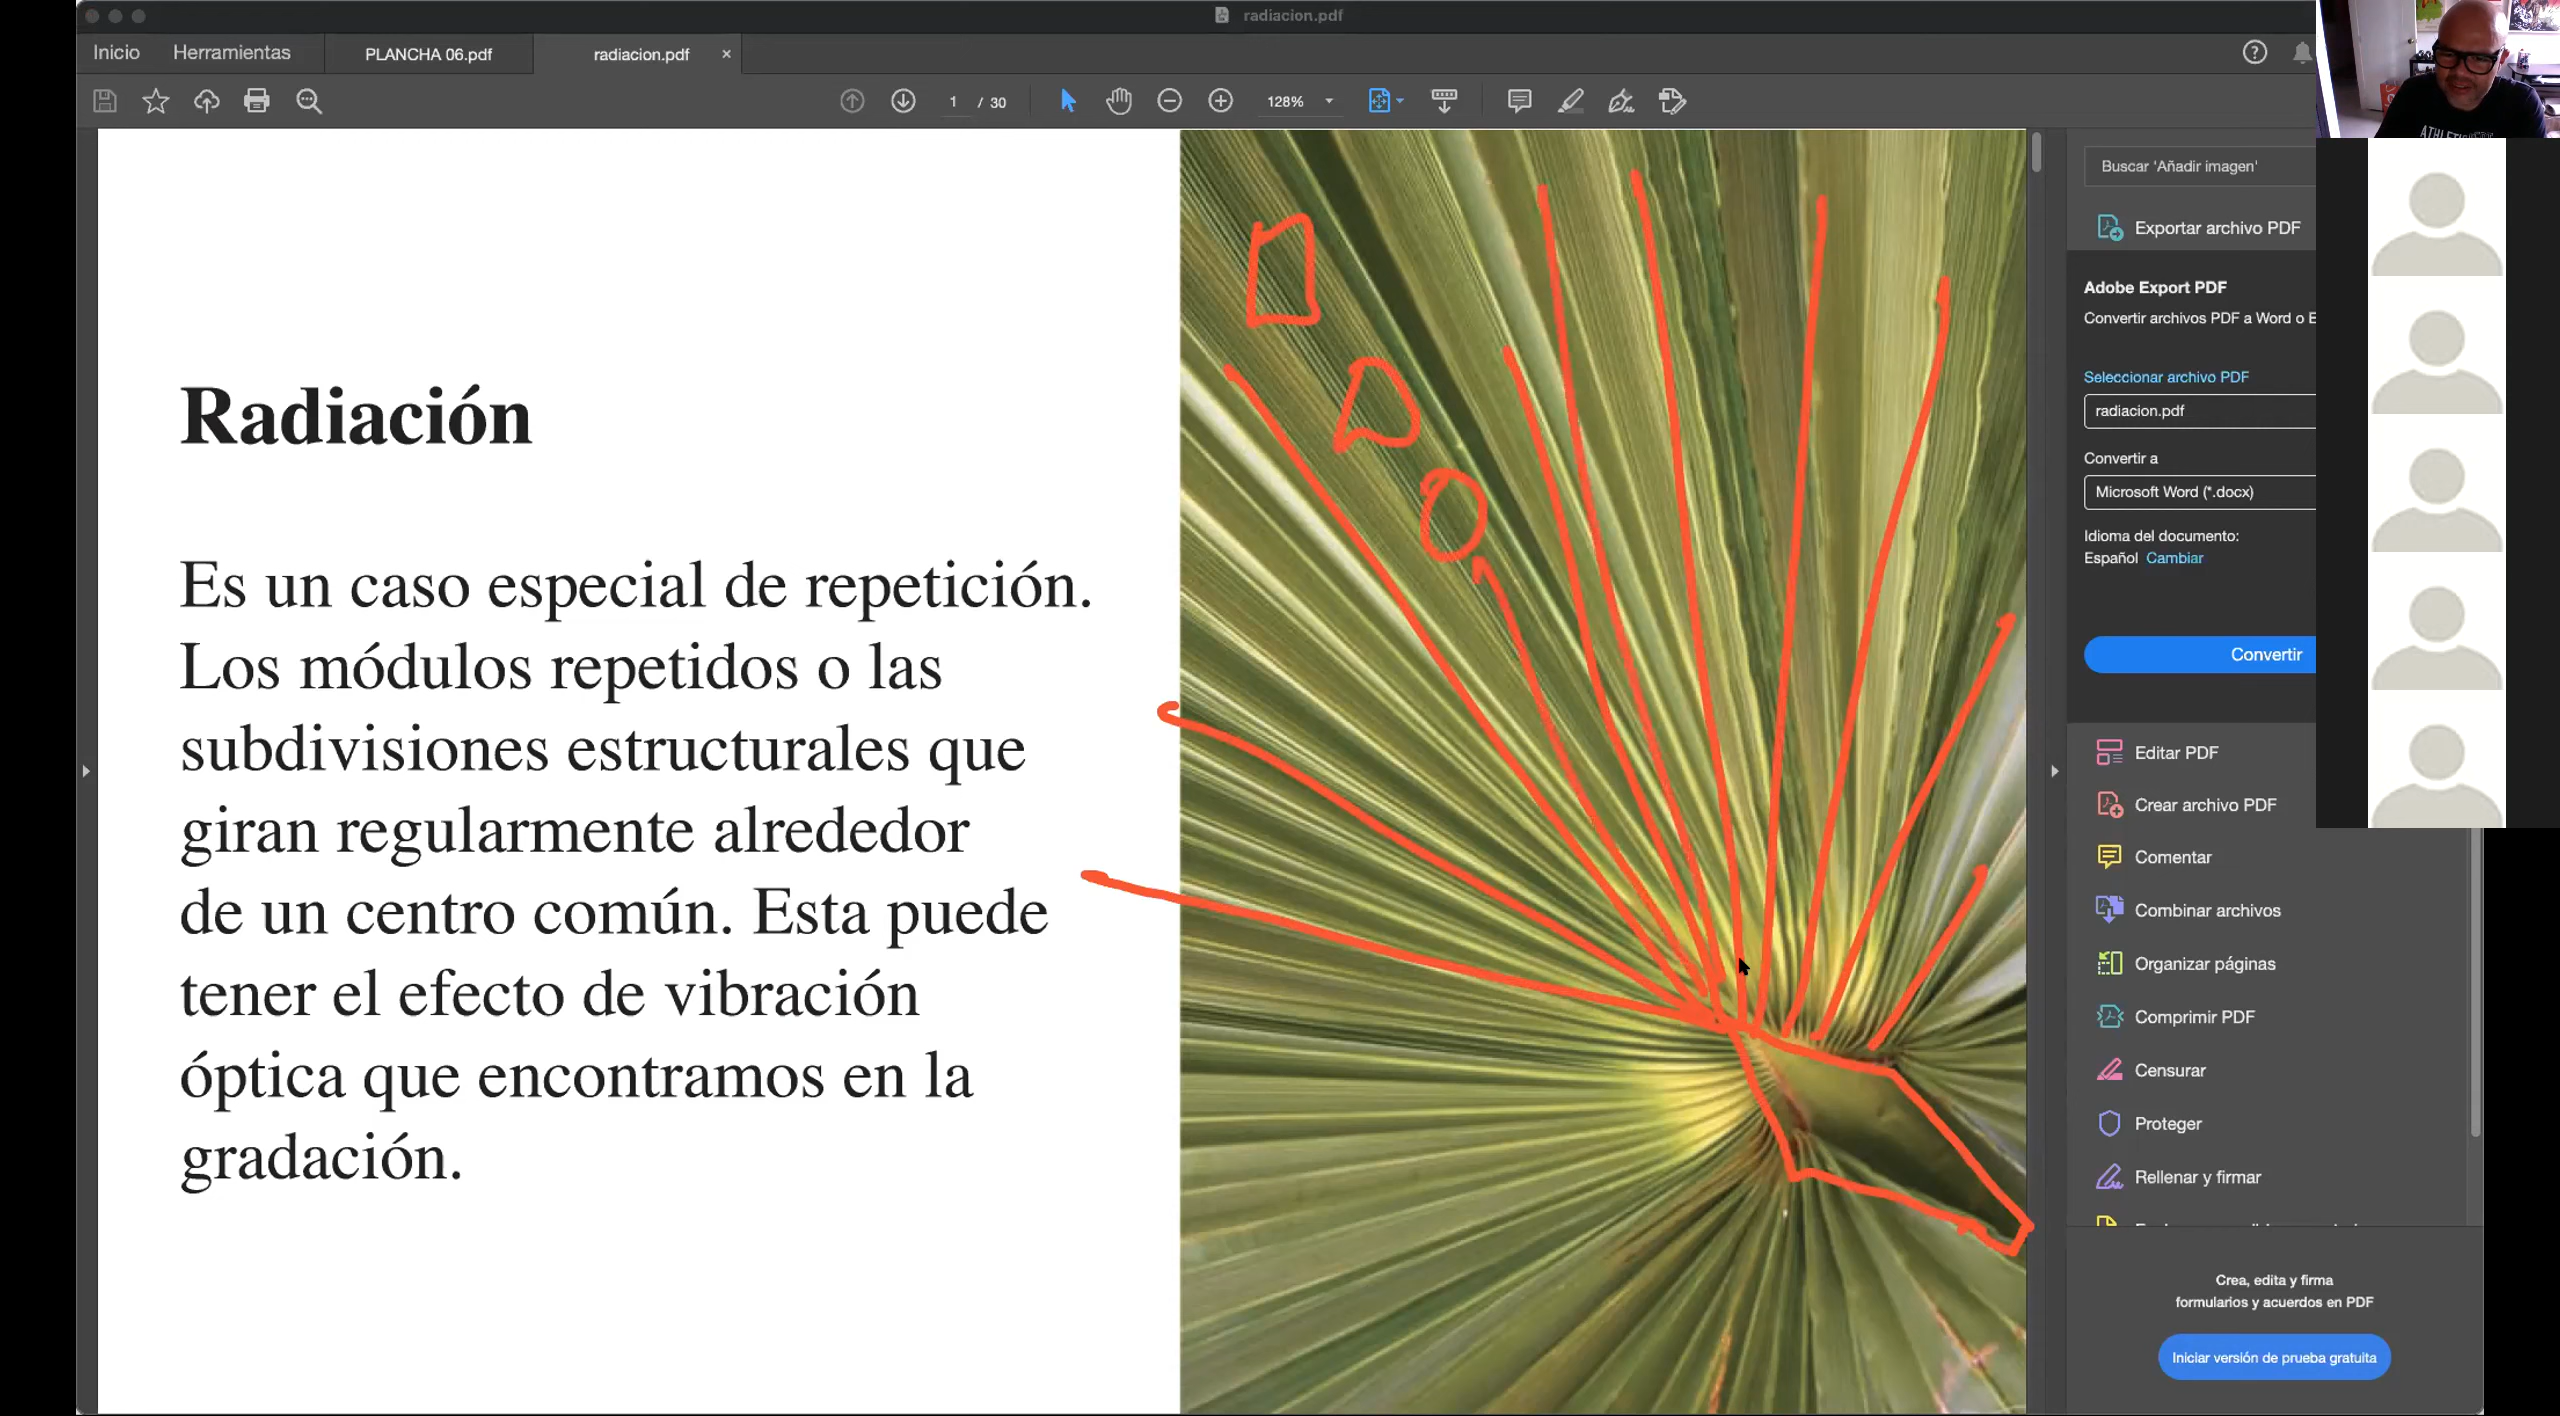 radiacion.pdf
Inicio Herramientas PLANCHA 06.pdf radiacion.pdf ×
1 / 30 128%
Radiación
Es un caso especial de repetición.
Los módulos repetidos o las
subdivisiones estructurales que
giran regularmente alrededor
de un centro común. Esta puede
tener el efecto de vibración
óptica que encontramos en la
gradación.
Buscar 'Añadir imagen'
Exportar archivo PDF
Adobe Export PDF
Convertir archivos PDF a Word o E
Seleccionar archivo PDF
radiacion.pdf
Convertir a
Microsoft Word (*.docx)
Idioma del documento:
Español Cambiar
Convertir
Editar PDF
Crear archivo PDF
Comentar
Combinar archivos
Organizar páginas
Comprimir PDF
Censurar
Proteger
Rellenar y firmar
Crea, edita y firma
formularios y acuerdos en PDF
Iniciar versión de prueba gratuita